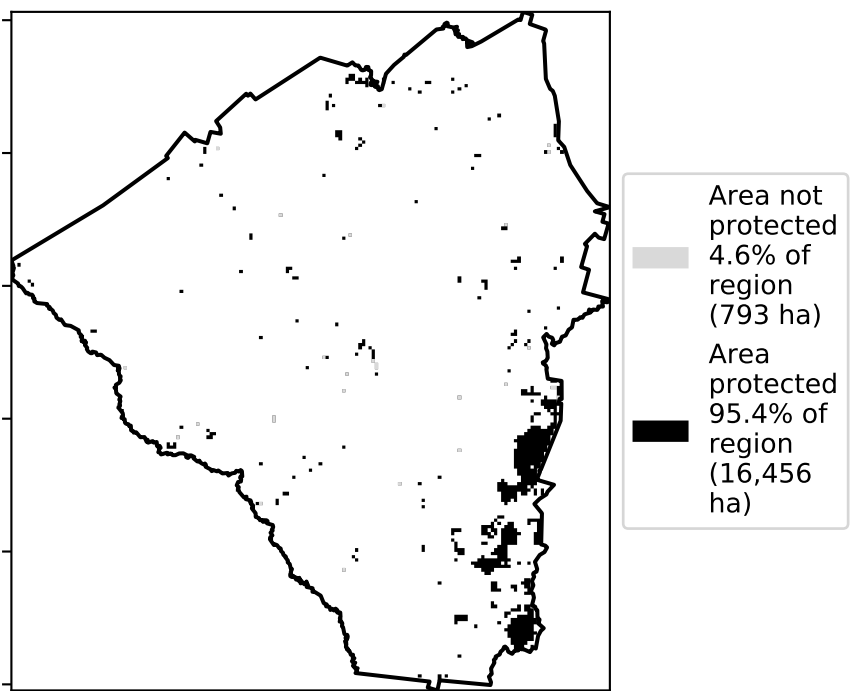 Area not
protected
4.6% of
region
(793 ha)
Area
protected
95.4% of
region
(16,456
ha)